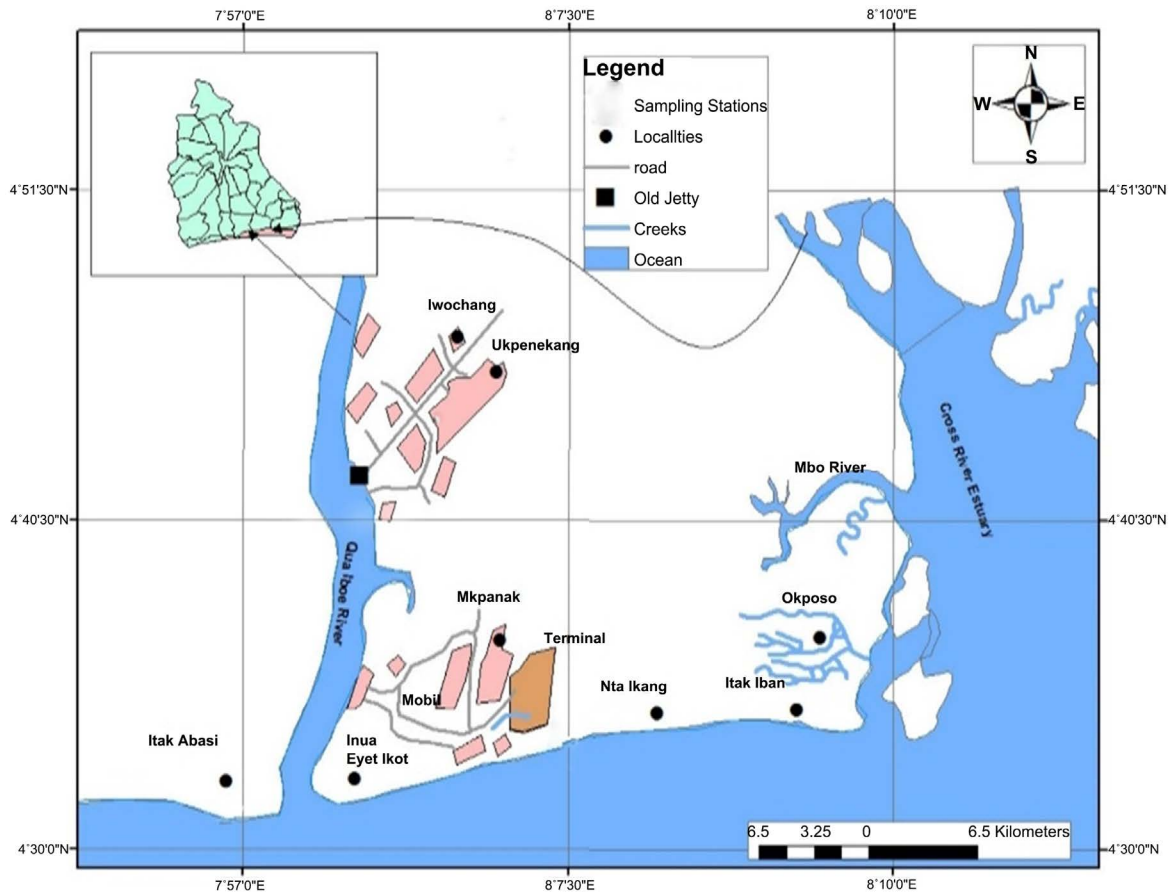 7°57'0"E
8°7'30"E
8°10'0"E
Legend
Sampling Stations
Locallties
road
Old Jetty
Creeks
Ocean
N
W
E
S
4°51'30"N
4°51'30"N
Iwochang
Ukpenekang
Cross River Estuary
Mbo River
4°40'30"N
4°40'30"N
Qua Iboe River
Mkpanak
Okposo
Terminal
Nta Ikang
Itak Iban
Mobil
Itak Abasi
Inua
Eyet Ikot
6.5 3.25 0 6.5 Kilometers
4°30'0"N
4°30'0"N
7°57'0"E
8°7'30"E
8°10'0"E